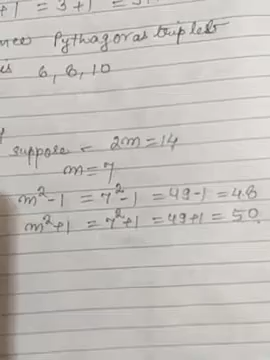 +1 = 3+1 =
Pythagoras triplets
is 6, 8, 10
suppose = 2m = 14
m = 7
m²-1 = 7²-1 = 49-1 = 48
m²+1 = 7²+1 = 49+1 = 50